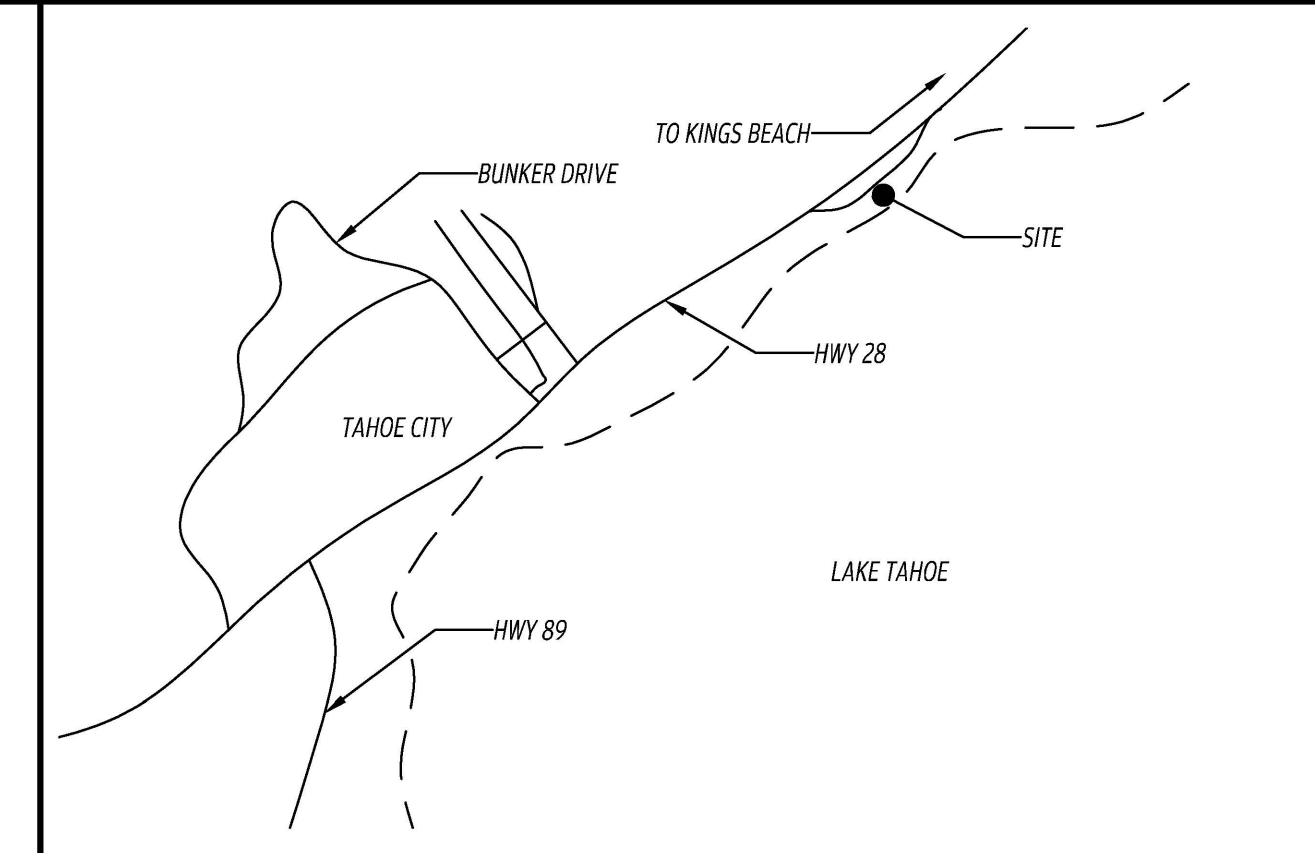 TO KINGS BEACH
BUNKER DRIVE
SITE
HWY 28
TAHOE CITY
LAKE TAHOE
HWY 89